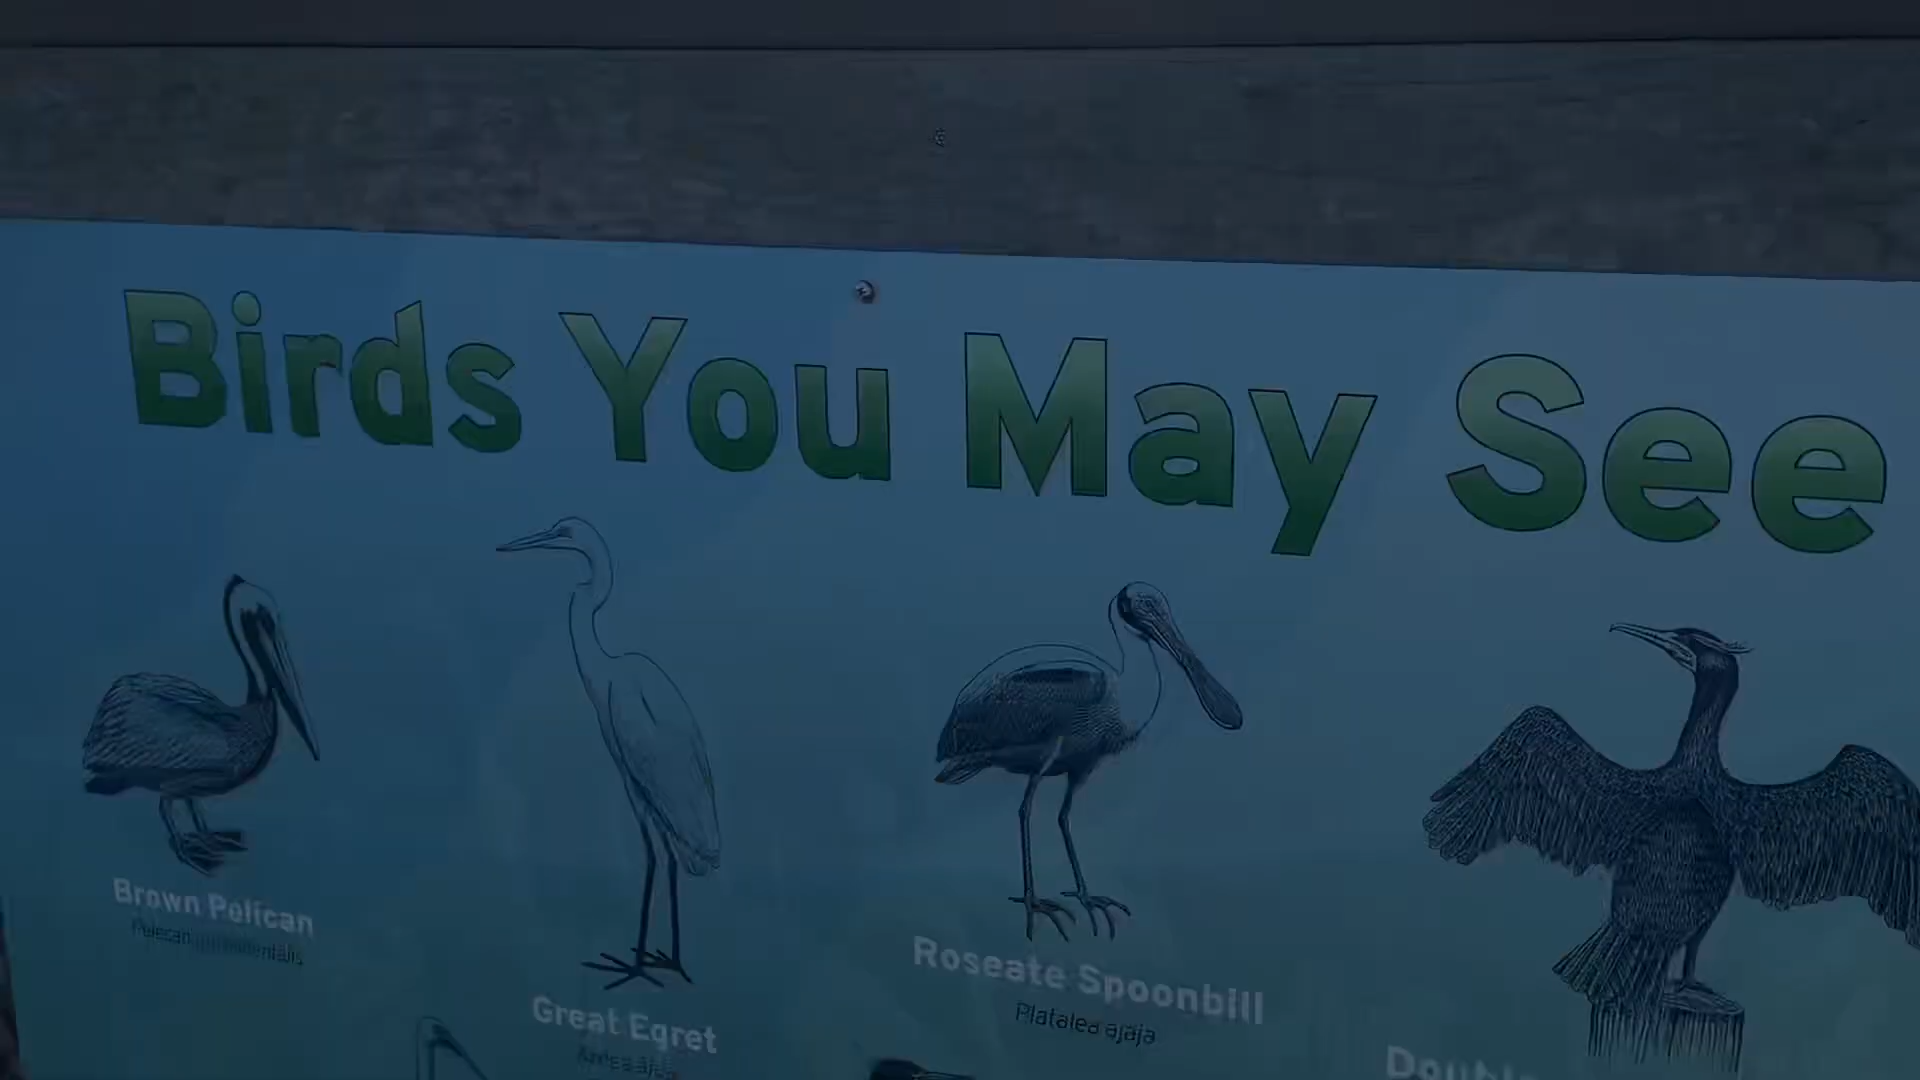 Birds You May See
Brown Pelican
Great Egret
Roseate Spoonbill
Platalea ajaja